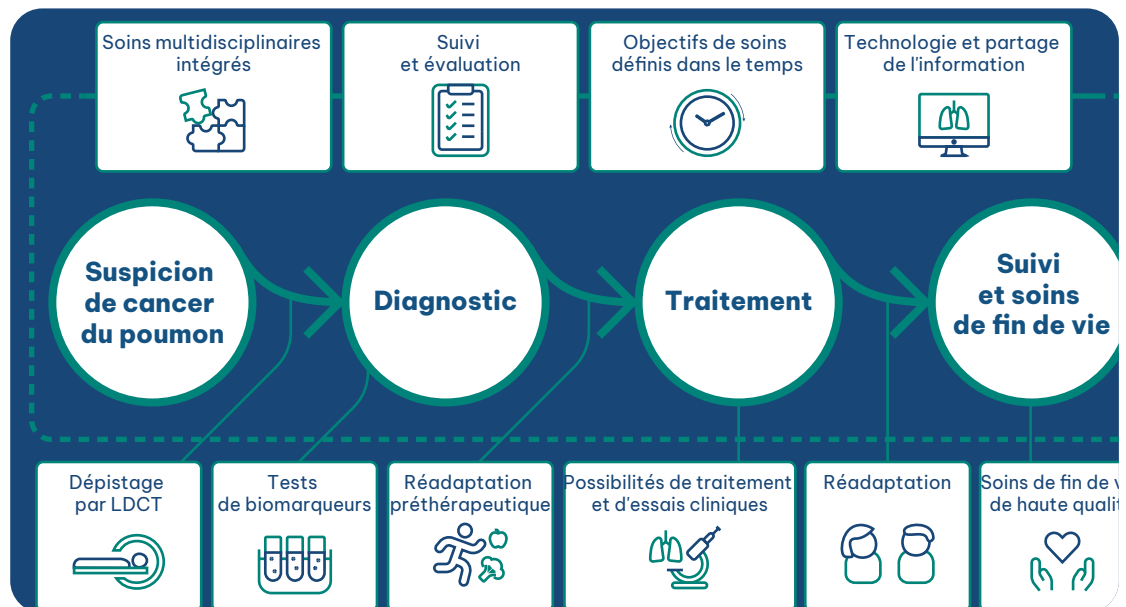 Soins multidisciplinaires
intégrés
Suivi
et évaluation
Objectifs de soins
définis dans le temps
Technologie et partage
de l'information
Suspicion
de cancer
du poumon
Diagnostic
Traitement
Suivi
et soins
de fin de vie
Dépistage
par LDCT
Tests
de biomarqueurs
Réadaptation
préthérapeutique
Possibilités de traitement
et d'essais cliniques
Réadaptation
Soins de fin de
de haute